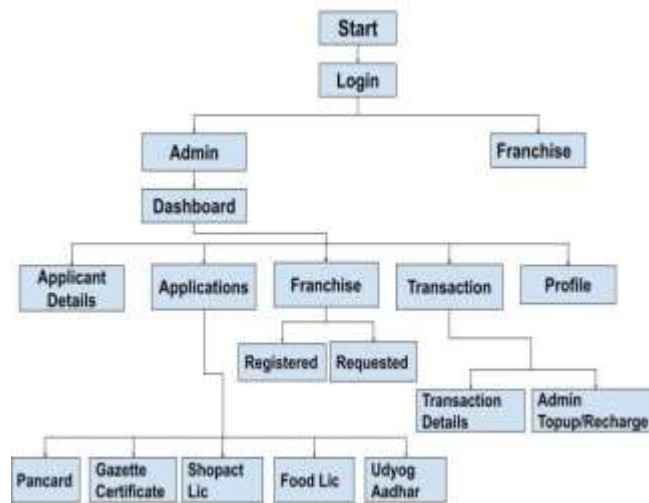 Start
Login
Admin
Franchise
Dashboard
Applicant
Details
Applications
Franchise
Transaction
Profile
Registered
Requested
Transaction
Details
Admin
Topup/Recharge
Pancard
Gazette
Certificate
Shopact
Lic
Food Lic
Udyog
Aadhar